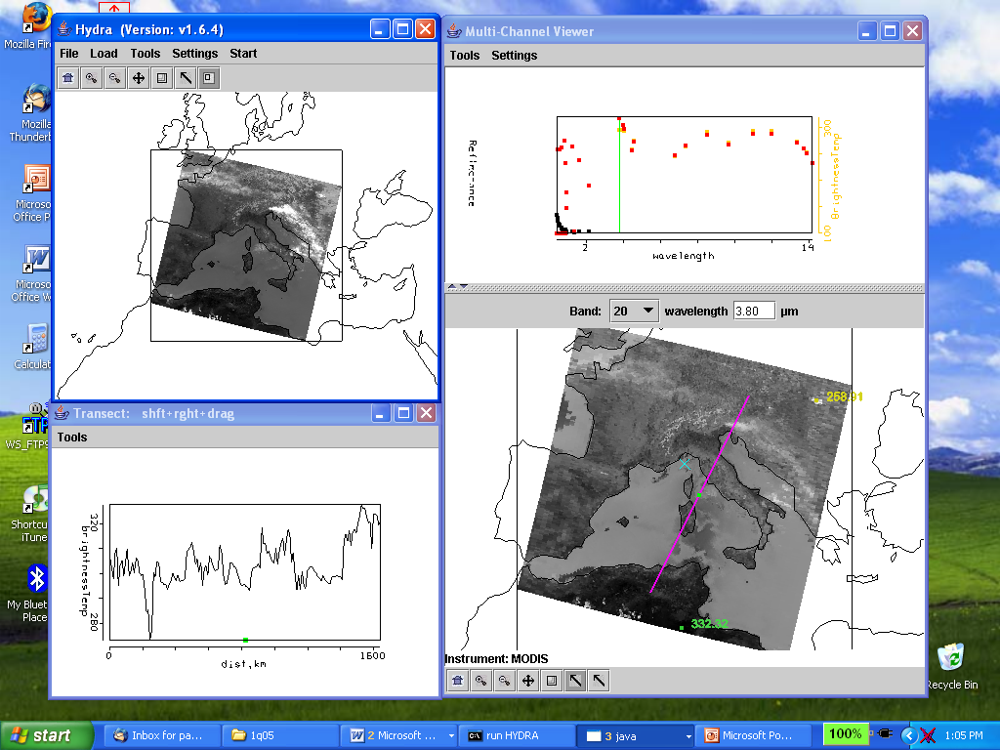 Mozilla Fire
Mozilla
Thunderb
Microso
Office P
Microso
Office W
Calculat
WS_FTP9
Shortcu
iTune
My Bluet
Place
Recycle Bin
Hydra (Version: v1.6.4)
File Load Tools Settings Start
Multi-Channel Viewer
Tools Settings
Reflectance
300
BrightnessTemp
100
2 14
wavelength
Band: 20 wavelength 3.80 µm
258.91
332.32
Instrument: MODIS
Transect: shft+rght+drag
Tools
320
BrightnessTemp
280
0 1600
dist,km
start
Inbox for pa...
1q05
2 Microsoft ...
run HYDRA
3 java
Microsoft Po...
100%
1:05 PM